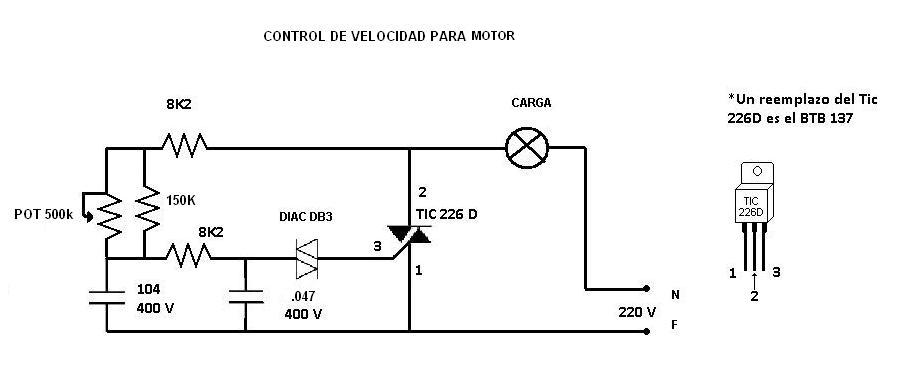 CONTROL DE VELOCIDAD PARA MOTOR
8K2
CARGA
*Un reemplazo del Tic
226D es el BTB 137
POT 500k
150K
8K2
DIAC DB3
2
TIC 226 D
3
1
TIC
226D
1
2
3
104
400 V
.047
400 V
220 V
N
F